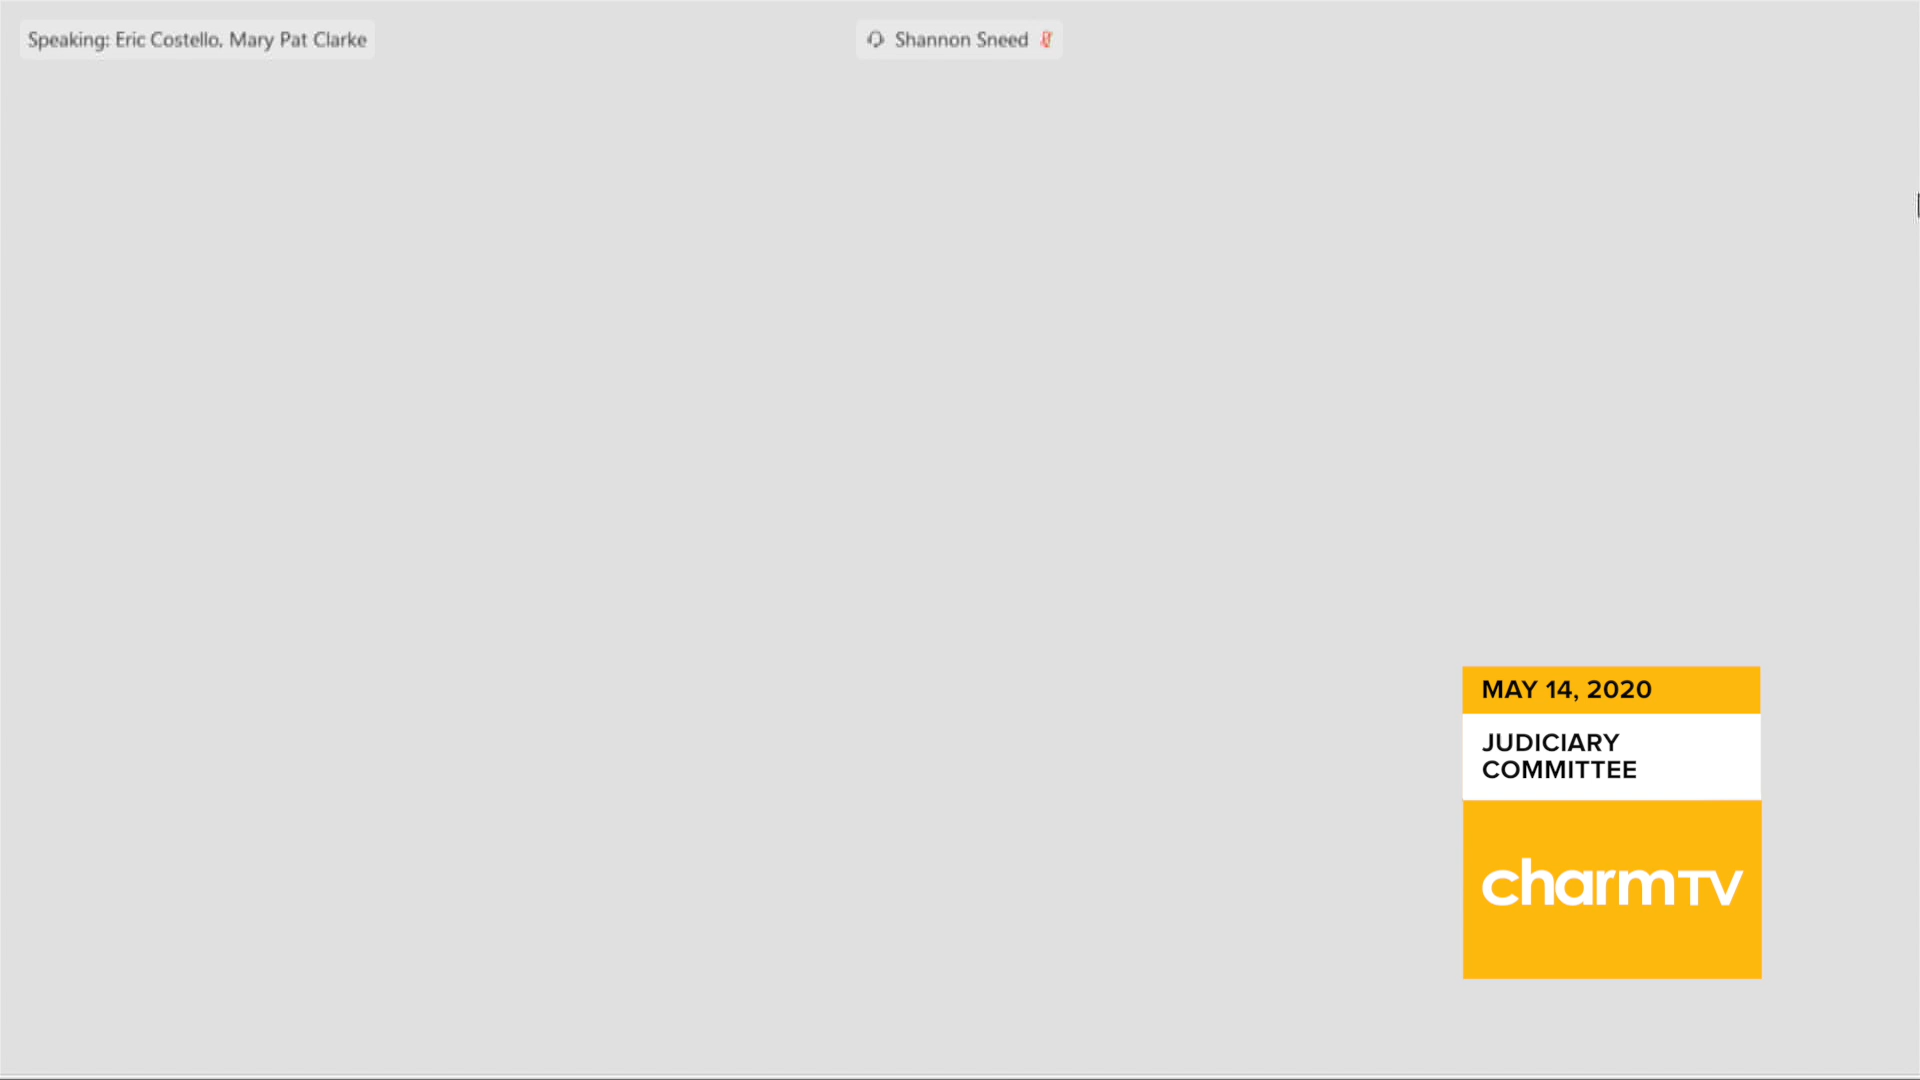 Speaking: Eric Costello, Mary Pat Clarke
Shannon Sneed
MAY 14, 2020
JUDICIARY
COMMITTEE
charmTV